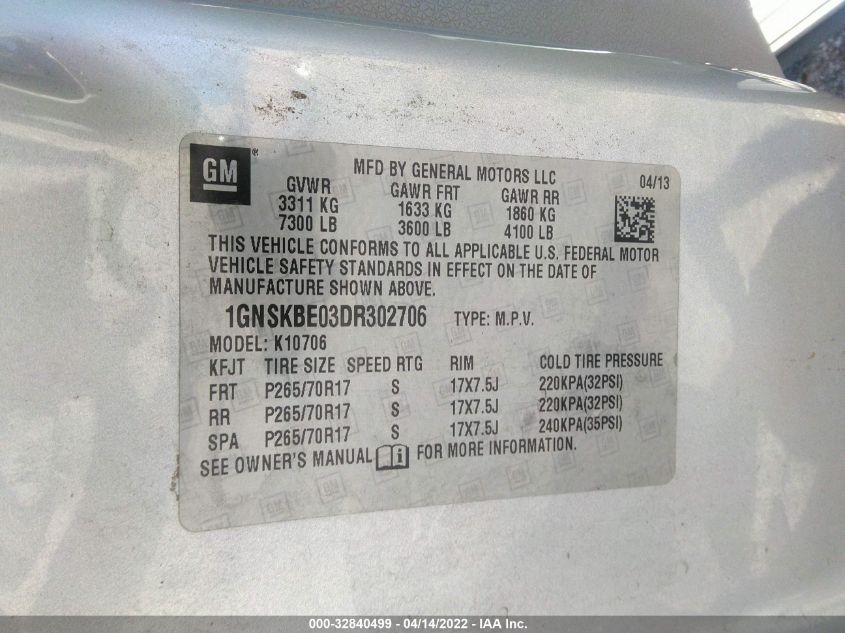 GM ®
MFD BY GENERAL MOTORS LLC
04/13
GVWR GAWR FRT GAWR RR
3311 KG 1633 KG 1860 KG
7300 LB 3600 LB 4100 LB
THIS VEHICLE CONFORMS TO ALL APPLICABLE U.S. FEDERAL MOTOR
VEHICLE SAFETY STANDARDS IN EFFECT ON THE DATE OF
MANUFACTURE SHOWN ABOVE.
1GNSKBE03DR302706 TYPE: M.P.V.
MODEL: K10706
KFJT TIRE SIZE SPEED RTG RIM COLD TIRE PRESSURE
FRT P265/70R17 S 17X7.5J 220KPA(32PSI)
RR P265/70R17 S 17X7.5J 220KPA(32PSI)
SPA P265/70R17 S 17X7.5J 240KPA(35PSI)
SEE OWNER'S MANUAL i FOR MORE INFORMATION.
000-32840499 - 04/14/2022 - IAA Inc.